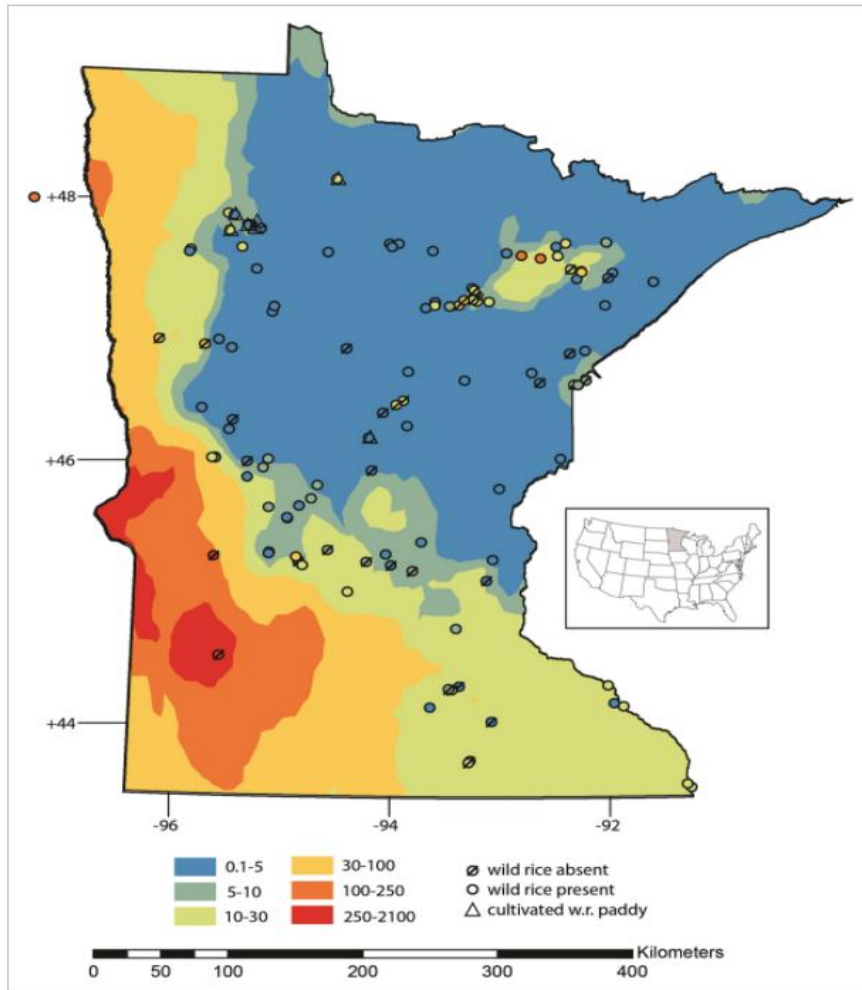 +48
+46
+44
-96 -94 -92
0.1-5 30-100 wild rice absent
5-10 100-250 wild rice present
10-30 250-2100 cultivated w.r. paddy
Kilometers
0 50 100 200 300 400